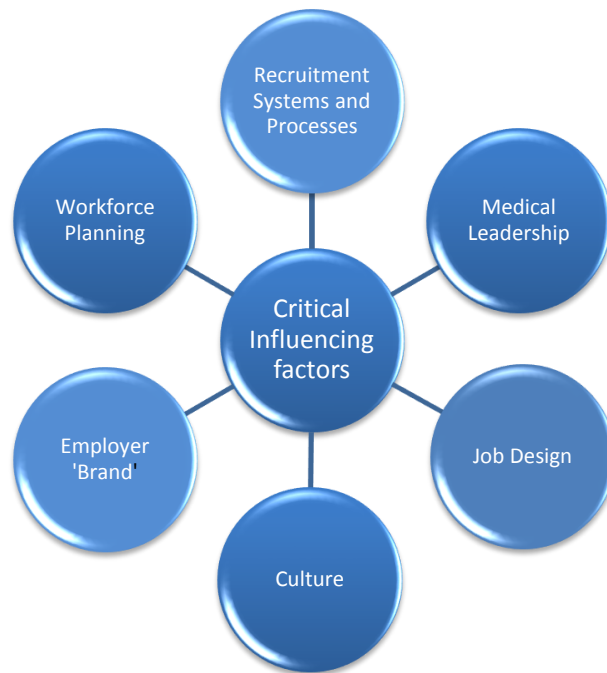 Recruitment
Systems and
Processes
Workforce
Planning
Medical
Leadership
Critical
Influencing
factors
Employer
'Brand'
Job Design
Culture